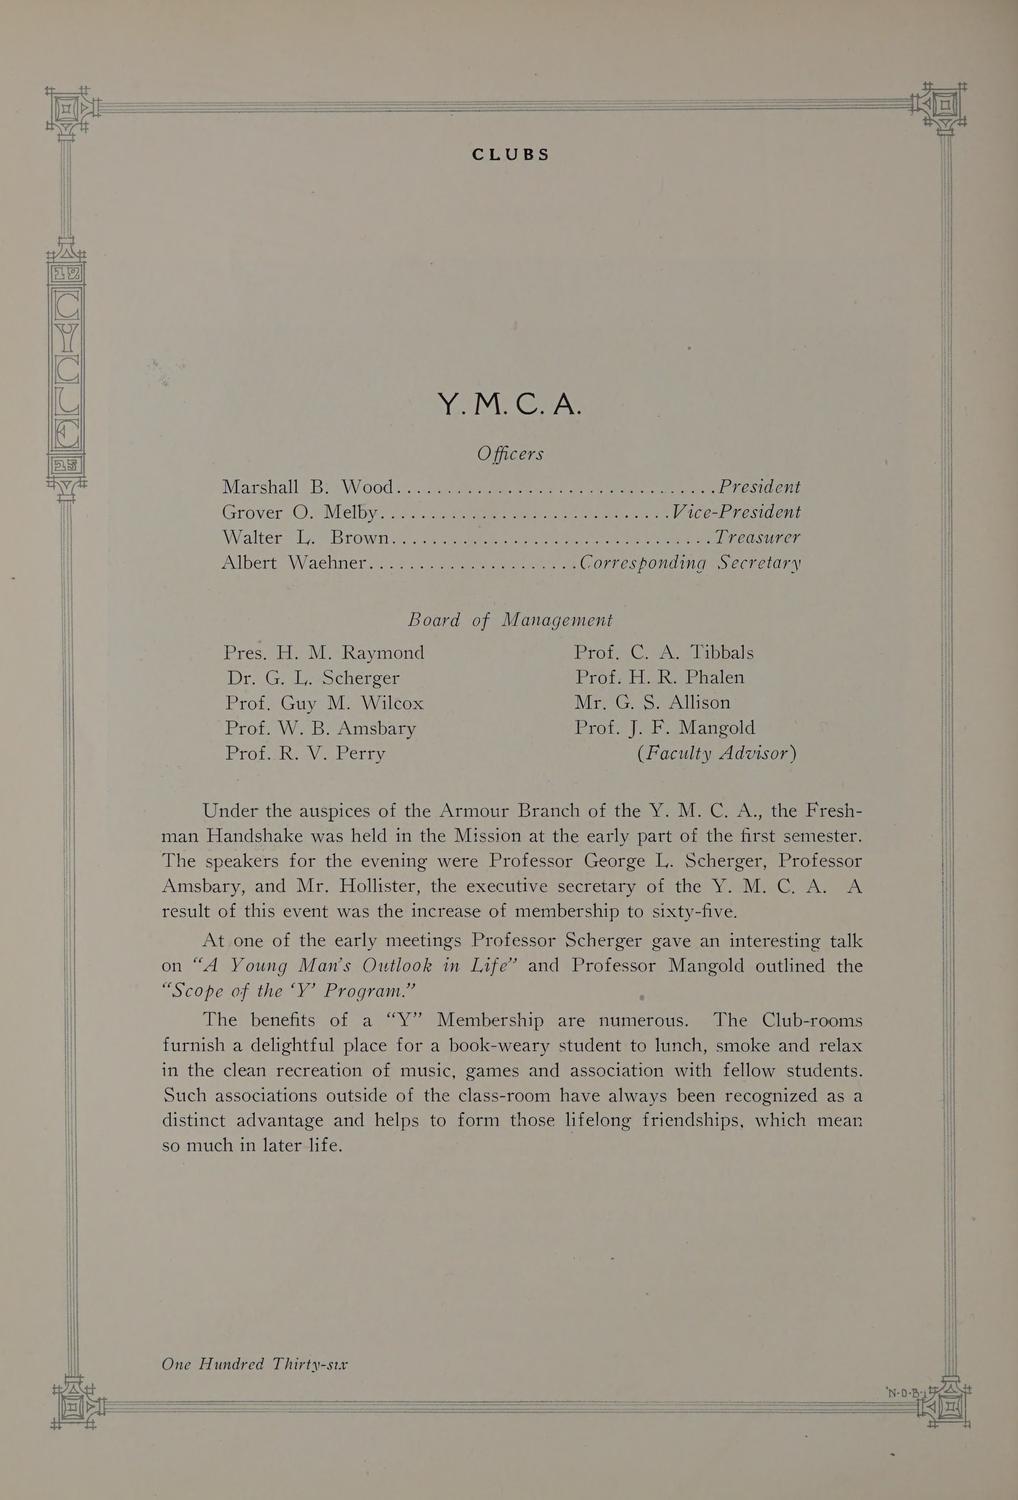 CLUBS
19
CYCLE
25
Y. M. C. A.
Officers
Marshall B. Wood.....................................President
Grover O. Melby................................Vice-President
Walter L. Brown....................................Treasurer
Albert Waehner.......................Corresponding Secretary
Board of Management
Pres. H. M. Raymond
Dr. G. L. Scherger
Prof. Guy M. Wilcox
Prof. W. B. Amsbary
Prof. R. V. Perry
Prof. C. A. Tibbals
Prof. H. R. Phalen
Mr. G. S. Allison
Prof. J. F. Mangold
(Faculty Advisor)
Under the auspices of the Armour Branch of the Y. M. C. A., the Fresh-
man Handshake was held in the Mission at the early part of the first semester.
The speakers for the evening were Professor George L. Scherger, Professor
Amsbary, and Mr. Hollister, the executive secretary of the Y. M. C. A. A
result of this event was the increase of membership to sixty-five.
At one of the early meetings Professor Scherger gave an interesting talk
on “A Young Man’s Outlook in Life” and Professor Mangold outlined the
“Scope of the ‘Y’ Program.”
The benefits of a “Y” Membership are numerous. The Club-rooms
furnish a delightful place for a book-weary student to lunch, smoke and relax
in the clean recreation of music, games and association with fellow students.
Such associations outside of the class-room have always been recognized as a
distinct advantage and helps to form those lifelong friendships, which mean
so much in later life.
One Hundred Thirty-six
N-D-B-